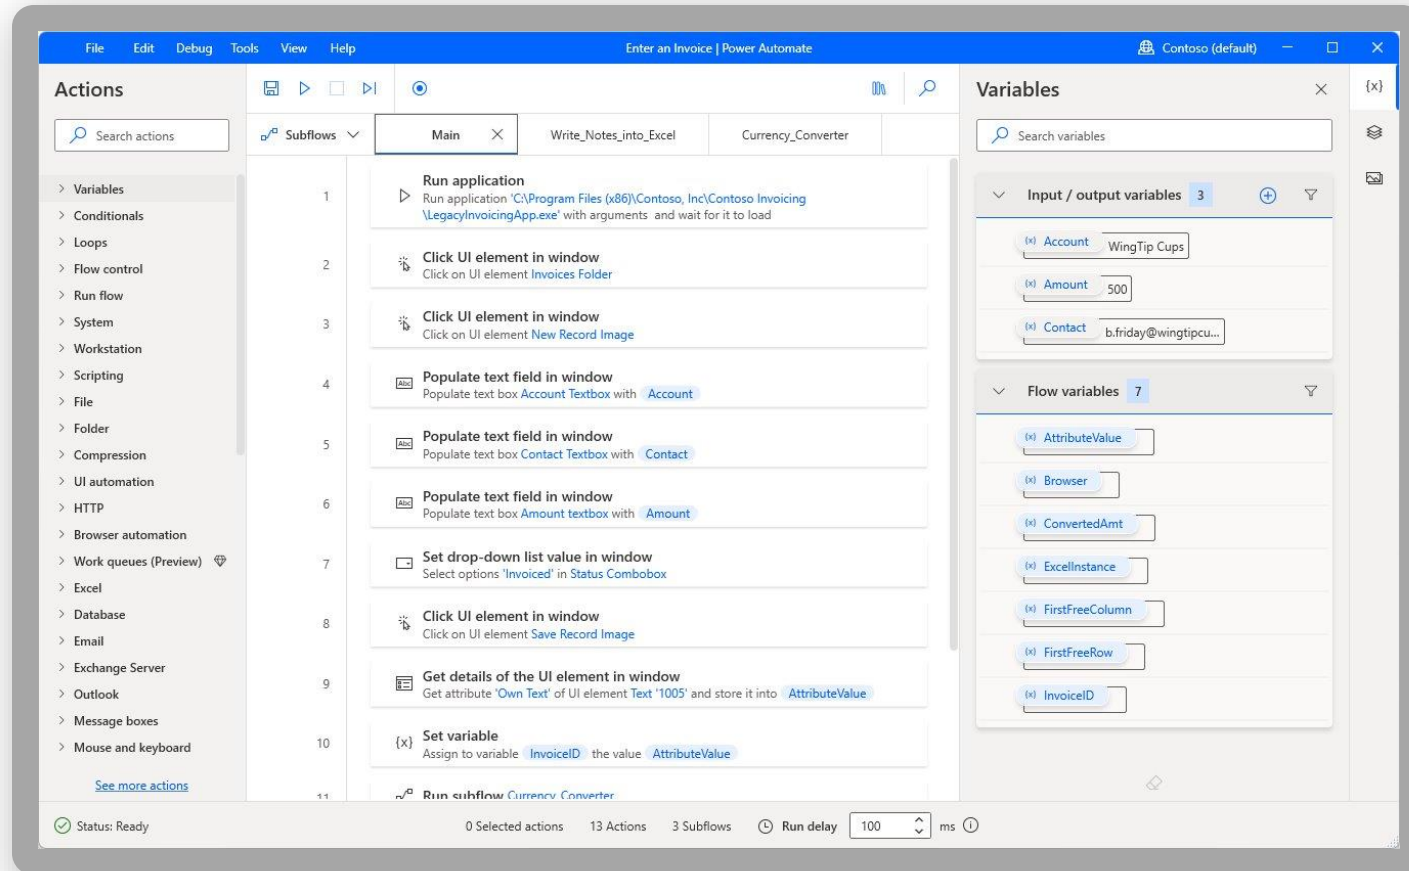 File Edit Debug Tools View Help
Enter an Invoice | Power Automate
Contoso (default)
Actions
Search actions
Variables
Conditionals
Loops
Flow control
Run flow
System
Workstation
Scripting
File
Folder
Compression
UI automation
HTTP
Browser automation
Work queues (Preview)
Excel
Database
Email
Exchange Server
Outlook
Message boxes
Mouse and keyboard
See more actions
Subflows
Main
Write_Notes_into_Excel
Currency_Converter
1
Run application
Run application 'C:\Program Files (x86)\Contoso, Inc\Contoso Invoicing
\LegacyInvoicingApp.exe' with arguments and wait for it to load
2
Click UI element in window
Click on UI element Invoices Folder
3
Click UI element in window
Click on UI element New Record Image
4
Abc
Populate text field in window
Populate text box Account Textbox with Account
5
Abc
Populate text field in window
Populate text box Contact Textbox with Contact
6
Abc
Populate text field in window
Populate text box Amount textbox with Amount
7
Set drop-down list value in window
Select options 'Invoiced' in Status Combobox
8
Click UI element in window
Click on UI element Save Record Image
9
Get details of the UI element in window
Get attribute 'Own Text' of UI element Text '1005' and store it into AttributeValue
10
{x}
Set variable
Assign to variable InvoiceID the value AttributeValue
11
Run subflow Currency_Converter
Variables
{x}
Search variables
Input / output variables 3
(x) Account WingTip Cups
(x) Amount 500
(x) Contact b.friday@wingtipcu...
Flow variables 7
(x) AttributeValue
(x) Browser
(x) ConvertedAmt
(x) ExcelInstance
(x) FirstFreeColumn
(x) FirstFreeRow
(x) InvoiceID
Status: Ready
0 Selected actions
13 Actions
3 Subflows
Run delay 100 ms